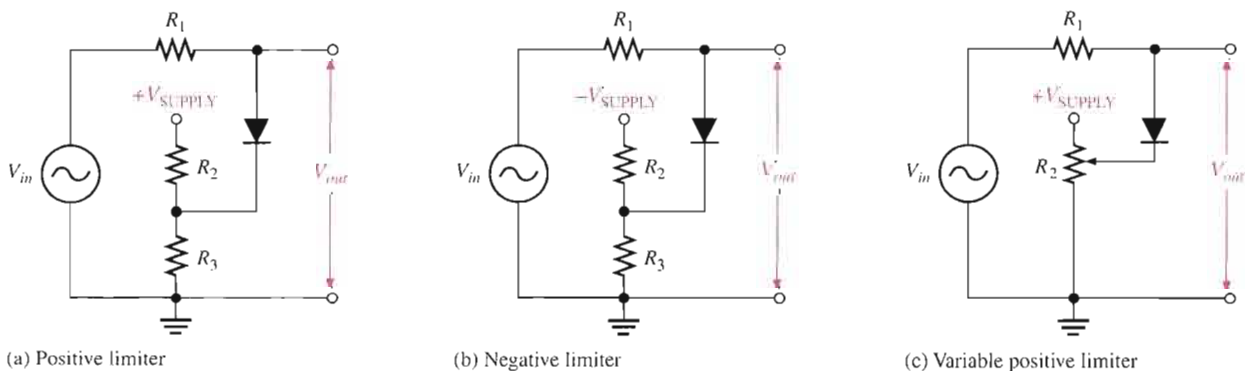 R1
+VSUPPLY
R2
Vin
Vout
R3
(a) Positive limiter
R1
−VSUPPLY
R2
Vin
Vout
R3
(b) Negative limiter
R1
+VSUPPLY
R2
Vin
Vout
(c) Variable positive limiter